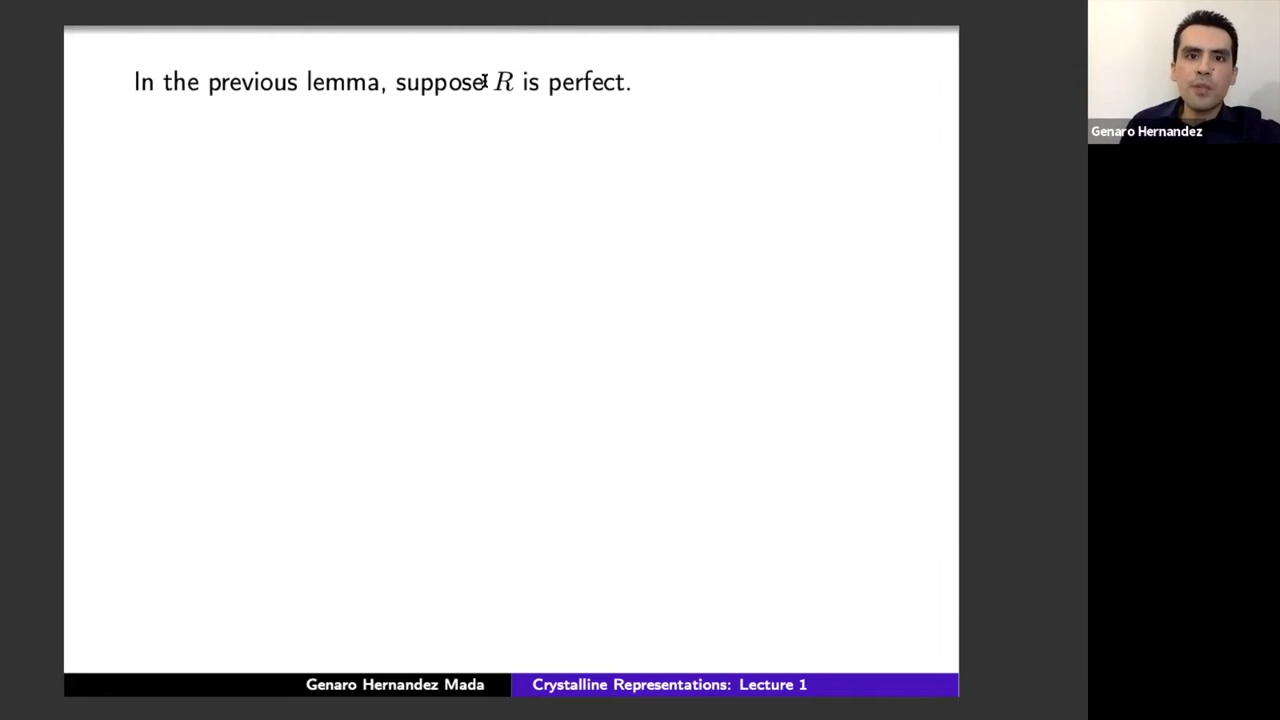 In the previous lemma, suppose R is perfect.
Genaro Hernandez
Genaro Hernandez Mada
Crystalline Representations: Lecture 1